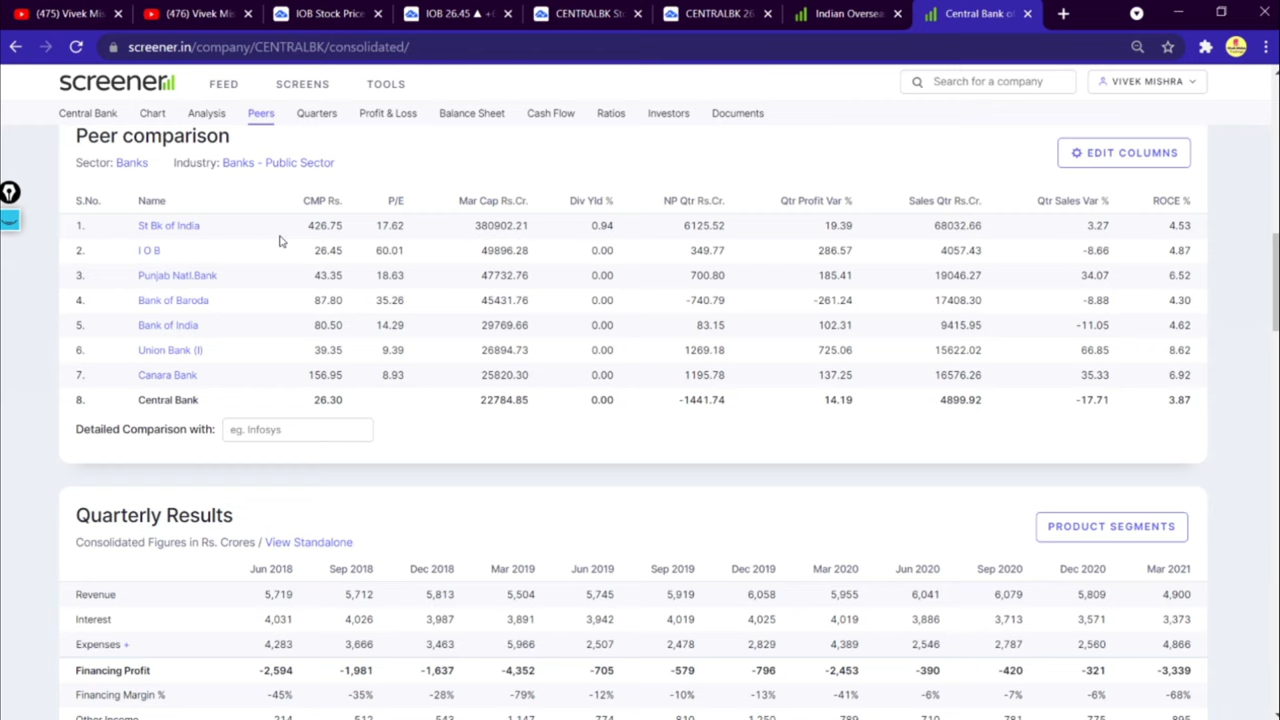 (475) Vivek Mis
(476) Vivek Mis
IOB Stock Price
IOB 26.45 ▲ +
CENTRALBK St
CENTRALBK 26
Indian Overse
Central Bank o
screener.in/company/CENTRALBK/consolidated/
screener
FEED SCREENS TOOLS
Search for a company
VIVEK MISHRA
Central Bank Chart Analysis Peers Quarters Profit & Loss Balance Sheet Cash Flow Ratios Investors Documents
Peer comparison
Sector: Banks Industry: Banks - Public Sector
EDIT COLUMNS
S.No. Name CMP Rs. P/E Mar Cap Rs.Cr. Div Yld % NP Qtr Rs.Cr. Qtr Profit Var % Sales Qtr Rs.Cr. Qtr Sales Var % ROCE %
1. St Bk of India 426.75 17.62 380902.21 0.94 6125.52 19.39 68032.66 3.27 4.53
2. I O B 26.45 60.01 49896.28 0.00 349.77 286.57 4057.43 -8.66 4.87
3. Punjab Natl.Bank 43.35 18.63 47732.76 0.00 700.80 185.41 19046.27 34.07 6.52
4. Bank of Baroda 87.80 35.26 45431.76 0.00 -740.79 -261.24 17408.30 -8.88 4.30
5. Bank of India 80.50 14.29 29769.66 0.00 83.15 102.31 9415.95 -11.05 4.62
6. Union Bank (I) 39.35 9.39 26894.73 0.00 1269.18 725.06 15622.02 66.85 8.62
7. Canara Bank 156.95 8.93 25820.30 0.00 1195.78 137.25 16576.26 35.33 6.92
8. Central Bank 26.30 22784.85 0.00 -1441.74 14.19 4899.92 -17.71 3.87
Detailed Comparison with: eg. Infosys
Quarterly Results
PRODUCT SEGMENTS
Consolidated Figures in Rs. Crores / View Standalone
Jun 2018 Sep 2018 Dec 2018 Mar 2019 Jun 2019 Sep 2019 Dec 2019 Mar 2020 Jun 2020 Sep 2020 Dec 2020 Mar 2021
Revenue 5,719 5,712 5,813 5,504 5,745 5,919 6,058 5,955 6,041 6,079 5,809 4,900
Interest 4,031 4,026 3,987 3,891 3,942 4,019 4,025 4,019 3,886 3,713 3,571 3,373
Expenses + 4,283 3,666 3,463 5,966 2,507 2,478 2,829 4,389 2,546 2,787 2,560 4,866
Financing Profit -2,594 -1,981 -1,637 -4,352 -705 -579 -796 -2,453 -390 -420 -321 -3,339
Financing Margin % -45% -35% -28% -79% -12% -10% -13% -41% -6% -7% -6% -68%
Other Income 214 512 543 1,147 774 810 1,250 789 710 781 775 895